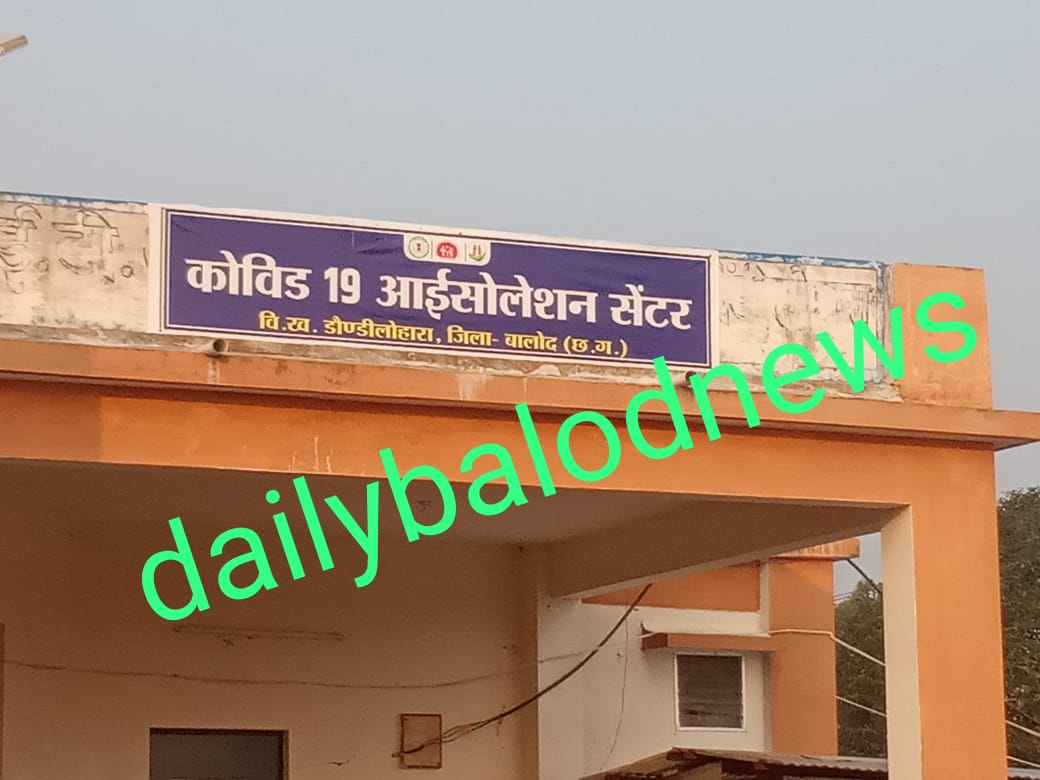 कोविड 19 आईसोलेशन सेंटर
वि.ख. डौण्डीलोहारा, जिला- बालोद (छ.ग.)
dailybalodnews